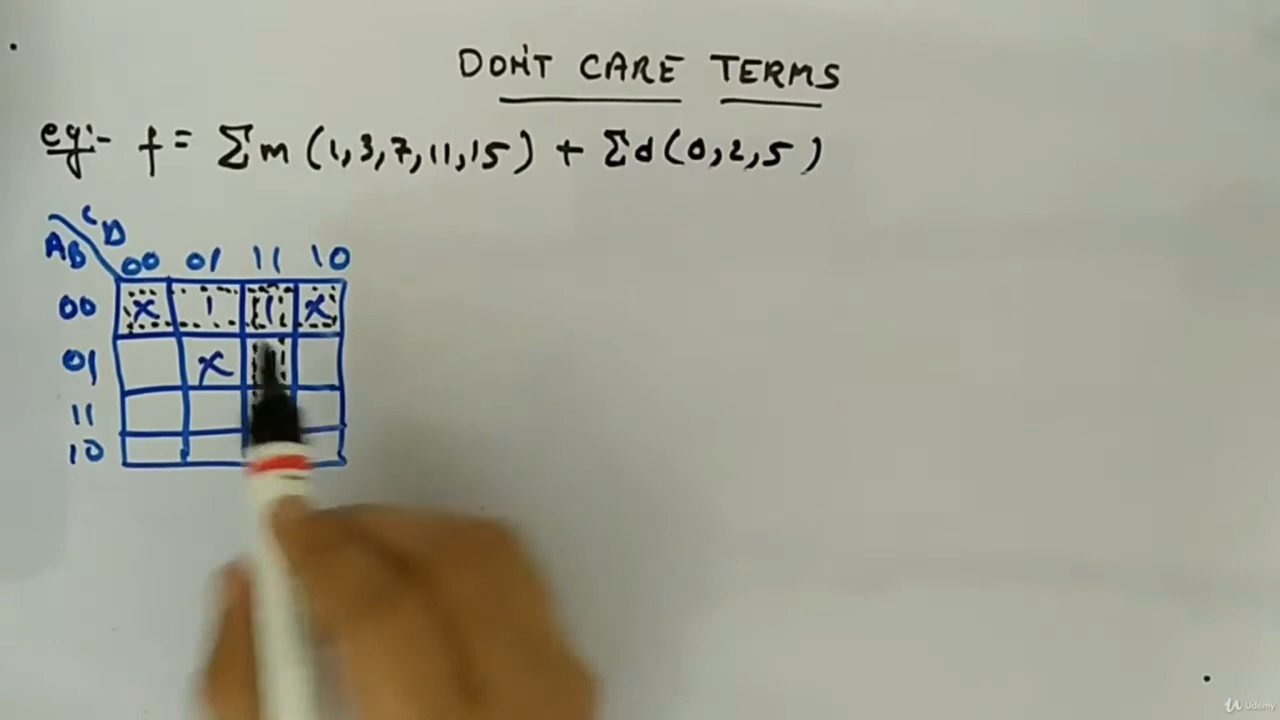 DON'T CARE TERMS
eg:- f = Σm (1,3,7,11,15) + Σd (0,2,5)
CD
AB
00 01 11 10
00 X 1 1 X
01 X
11
10
Udemy